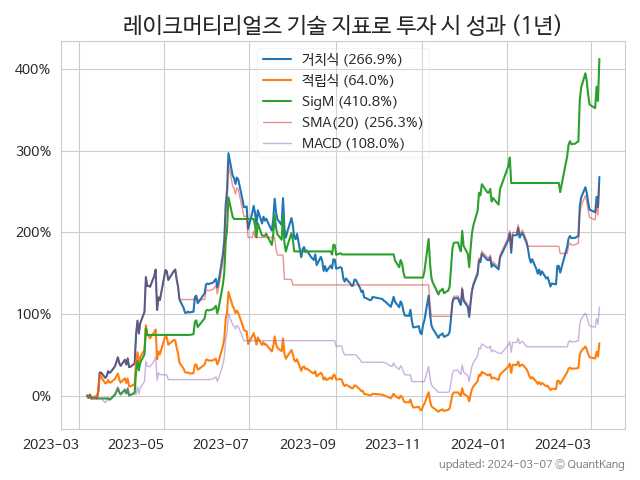 레이크머티리얼즈 기술 지표로 투자 시 성과 (1년)
거치식 (266.9%)
적립식 (64.0%)
SigM (410.8%)
SMA(20) (256.3%)
MACD (108.0%)
400%
300%
200%
100%
0%
2023-03 2023-05 2023-07 2023-09 2023-11 2024-01 2024-03
updated: 2024-03-07 © QuantKang